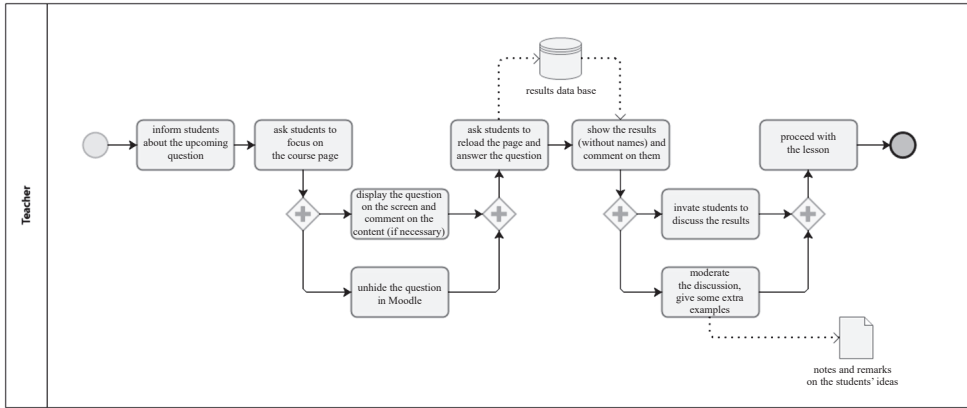 Teacher
inform students
about the upcoming
question
ask students to
focus on
the course page
display the question
on the screen and
comment on the
content (if necessary)
unhide the question
in Moodle
ask students to
reload the page and
answer the question
results data base
show the results
(without names) and
comment on them
invate students to
discuss the results
moderate
the discussion,
give some extra
examples
notes and remarks
on the students' ideas
proceed with
the lesson